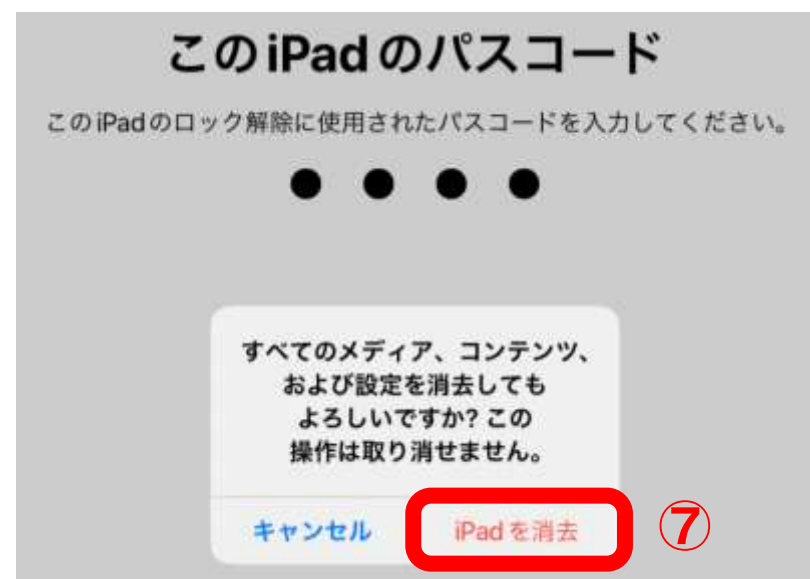 このiPadのパスコード
このiPadのロック解除に使用されたパスコードを入力してください。
すべてのメディア、コンテンツ、
および設定を消去しても
よろしいですか? この
操作は取り消せません。
キャンセル
iPadを消去
⑦